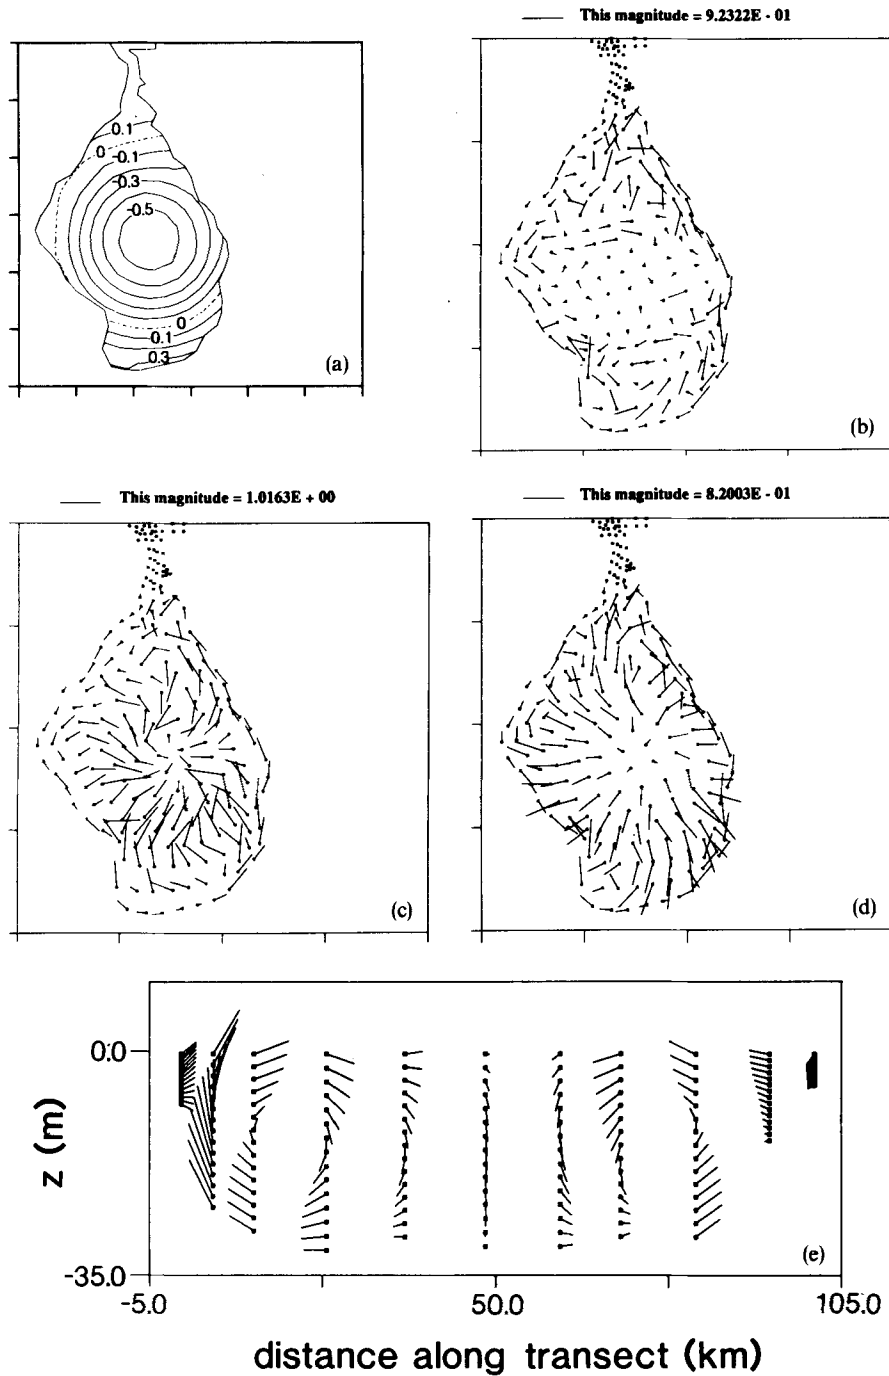 This magnitude = 9.2322E - 01
0.1
0
-0.1
-0.3
-0.5
0
0.1
0.3
(a)
(b)
This magnitude = 1.0163E + 00
This magnitude = 8.2003E - 01
(c)
(d)
0.0
z (m)
-35.0
(e)
-5.0
50.0
105.0
distance along transect (km)